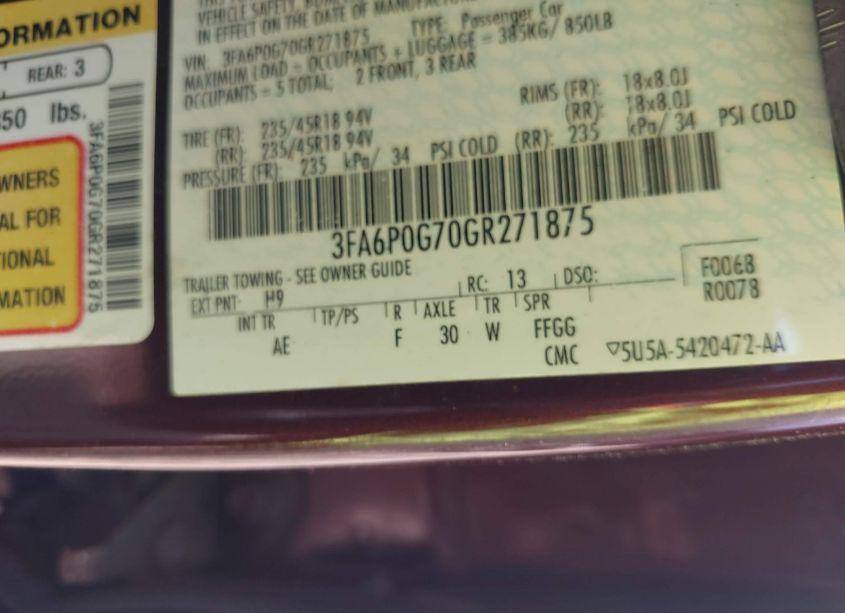 ORMATION
REAR: 3
350 lbs.
WNERS
AL FOR
TIONAL
MATION
3FA6P0G70GR271875
VEHICLE SAFETY,
IN EFFECT ON THE DATE OF MANUFACTURE
TYPE: Passenger Car
VIN: 3FA6P0G70GR271875
MAXIMUM LOAD = OCCUPANTS + LUGGAGE = 385KG/ 850LB
OCCUPANTS = 5 TOTAL; 2 FRONT, 3 REAR
TIRE (FR): 235/45R18 94V RIMS (FR): 18x8.0J
(RR): 235/45R18 94V (RR): 18x8.0J
PRESSURE (FR): 235 kPa/ 34 PSI COLD (RR): 235 kPa/ 34 PSI COLD
3FA6P0G70GR271875
TRAILER TOWING - SEE OWNER GUIDE
EXT PNT: H9 RC: 13 DSO: F0068
R0078
INT TR TP/PS R AXLE TR SPR
AE F 30 W FFGG
CMC ▽5U5A-5420472-AA